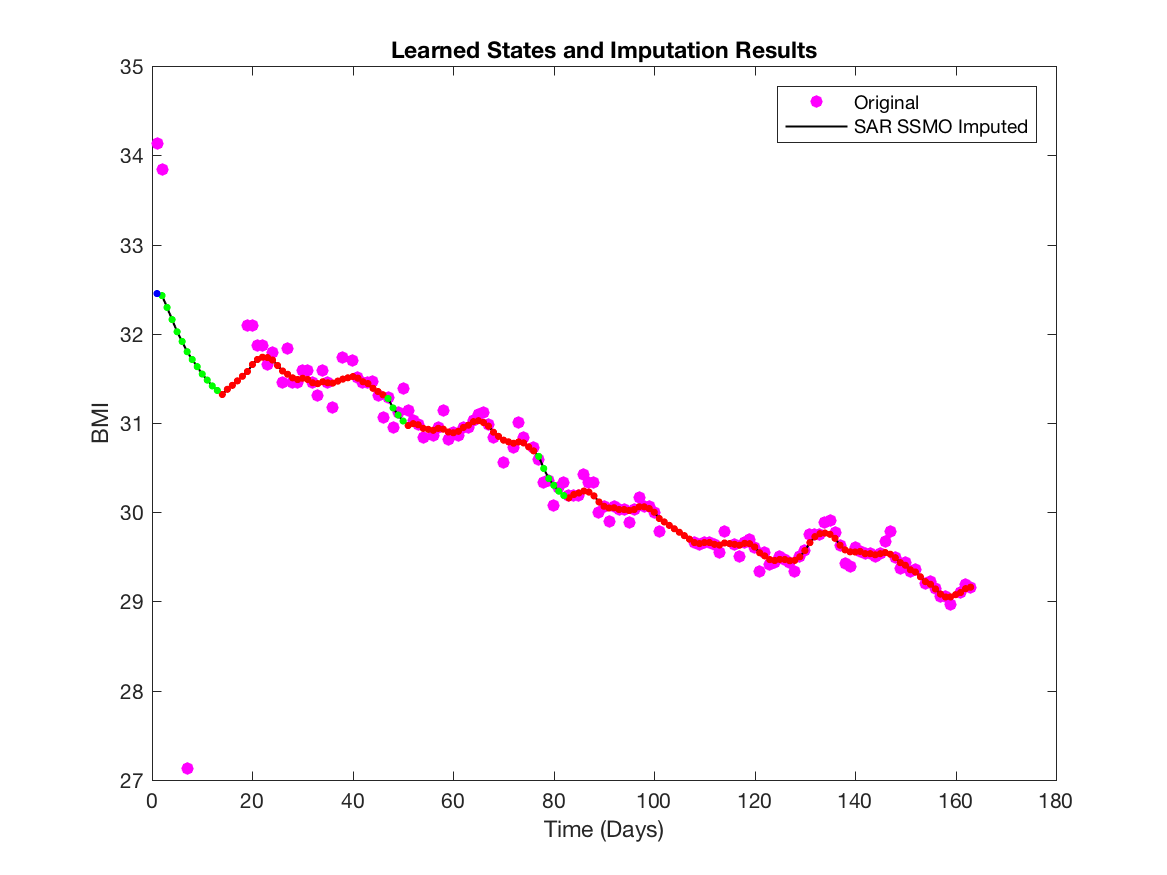 Learned States and Imputation Results
Original
SAR SSMO Imputed
35
34
33
32
31
30
29
28
27
BMI
0 20 40 60 80 100 120 140 160 180
Time (Days)